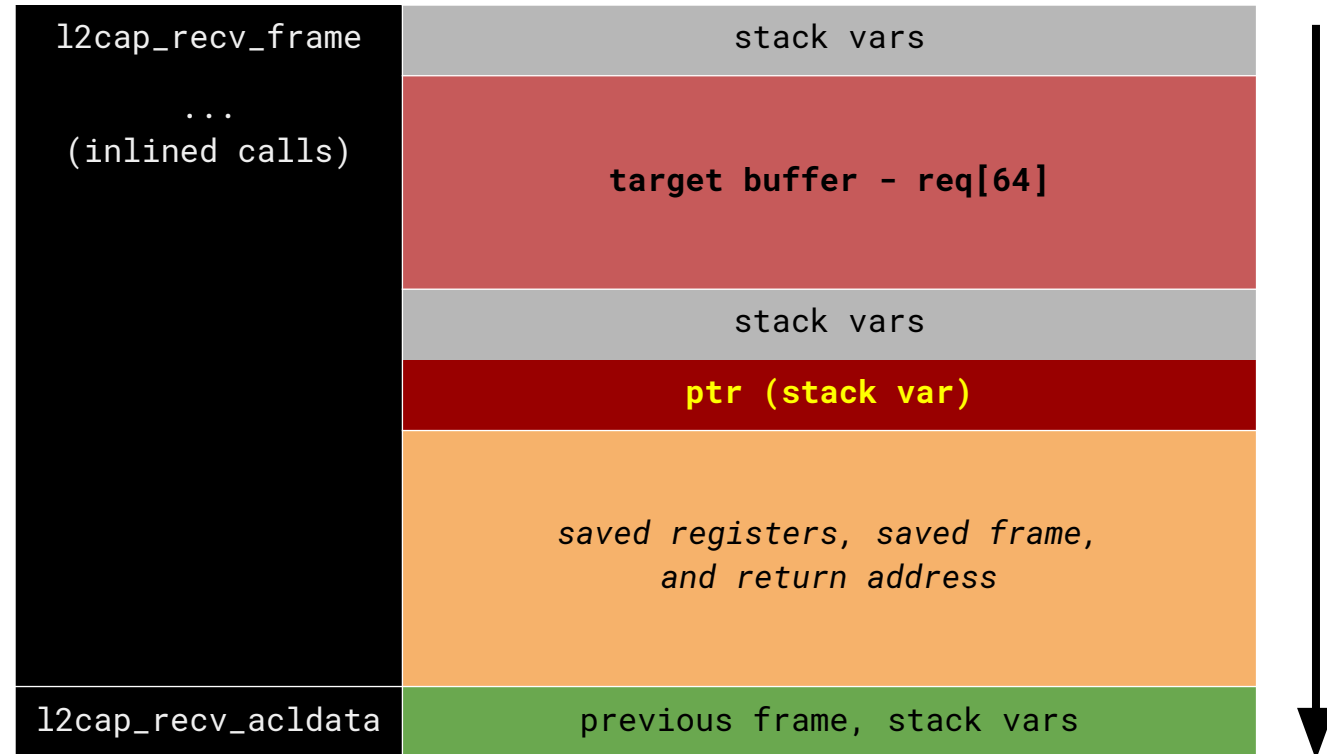 l2cap_recv_frame
...
(inlined calls)
stack vars
target buffer - req[64]
stack vars
ptr (stack var)
saved registers, saved frame,
and return address
l2cap_recv_acldata
previous frame, stack vars